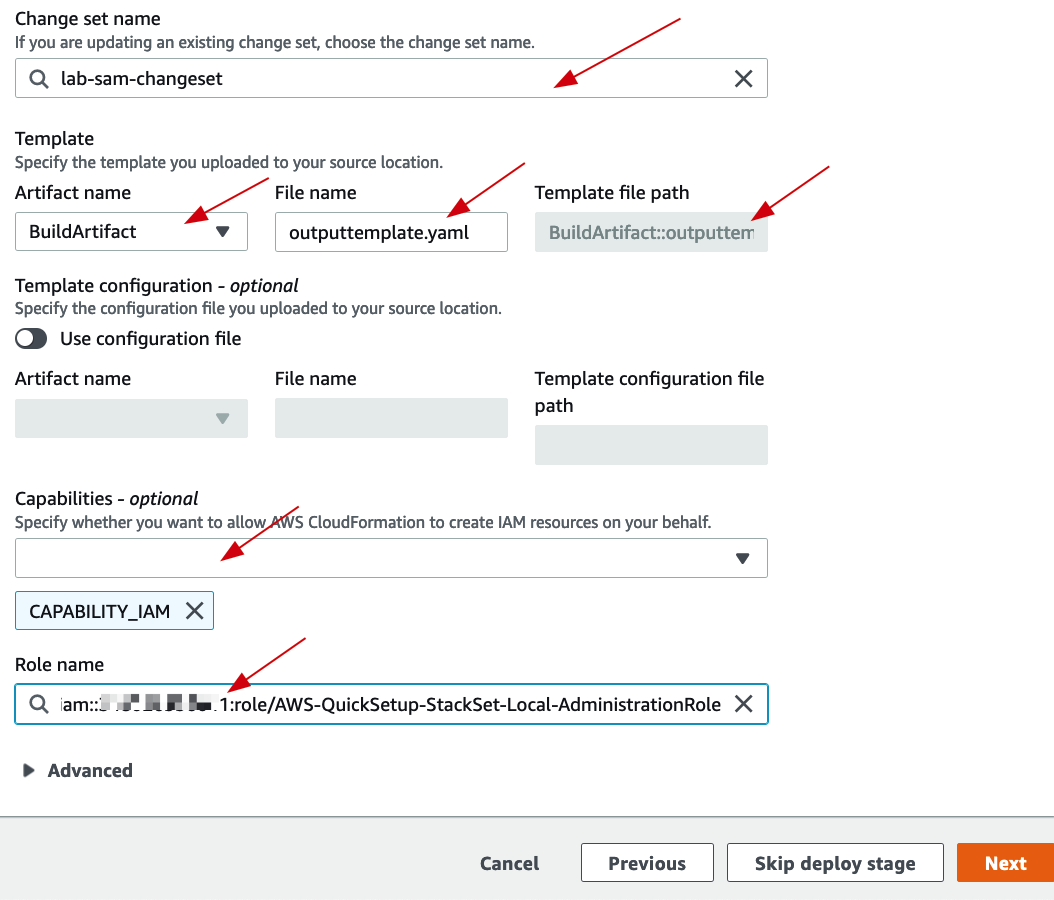 Change set name
If you are updating an existing change set, choose the change set name.
lab-sam-changeset
Template
Specify the template you uploaded to your source location.
Artifact name
File name
Template file path
BuildArtifact
outputtemplate.yaml
BuildArtifact::outputtem
Template configuration - optional
Specify the configuration file you uploaded to your source location.
Use configuration file
Artifact name
File name
Template configuration file
path
Capabilities - optional
Specify whether you want to allow AWS CloudFormation to create IAM resources on your behalf.
CAPABILITY_IAM
Role name
iam:: 1:role/AWS-QuickSetup-StackSet-Local-AdministrationRole
Advanced
Cancel
Previous
Skip deploy stage
Next